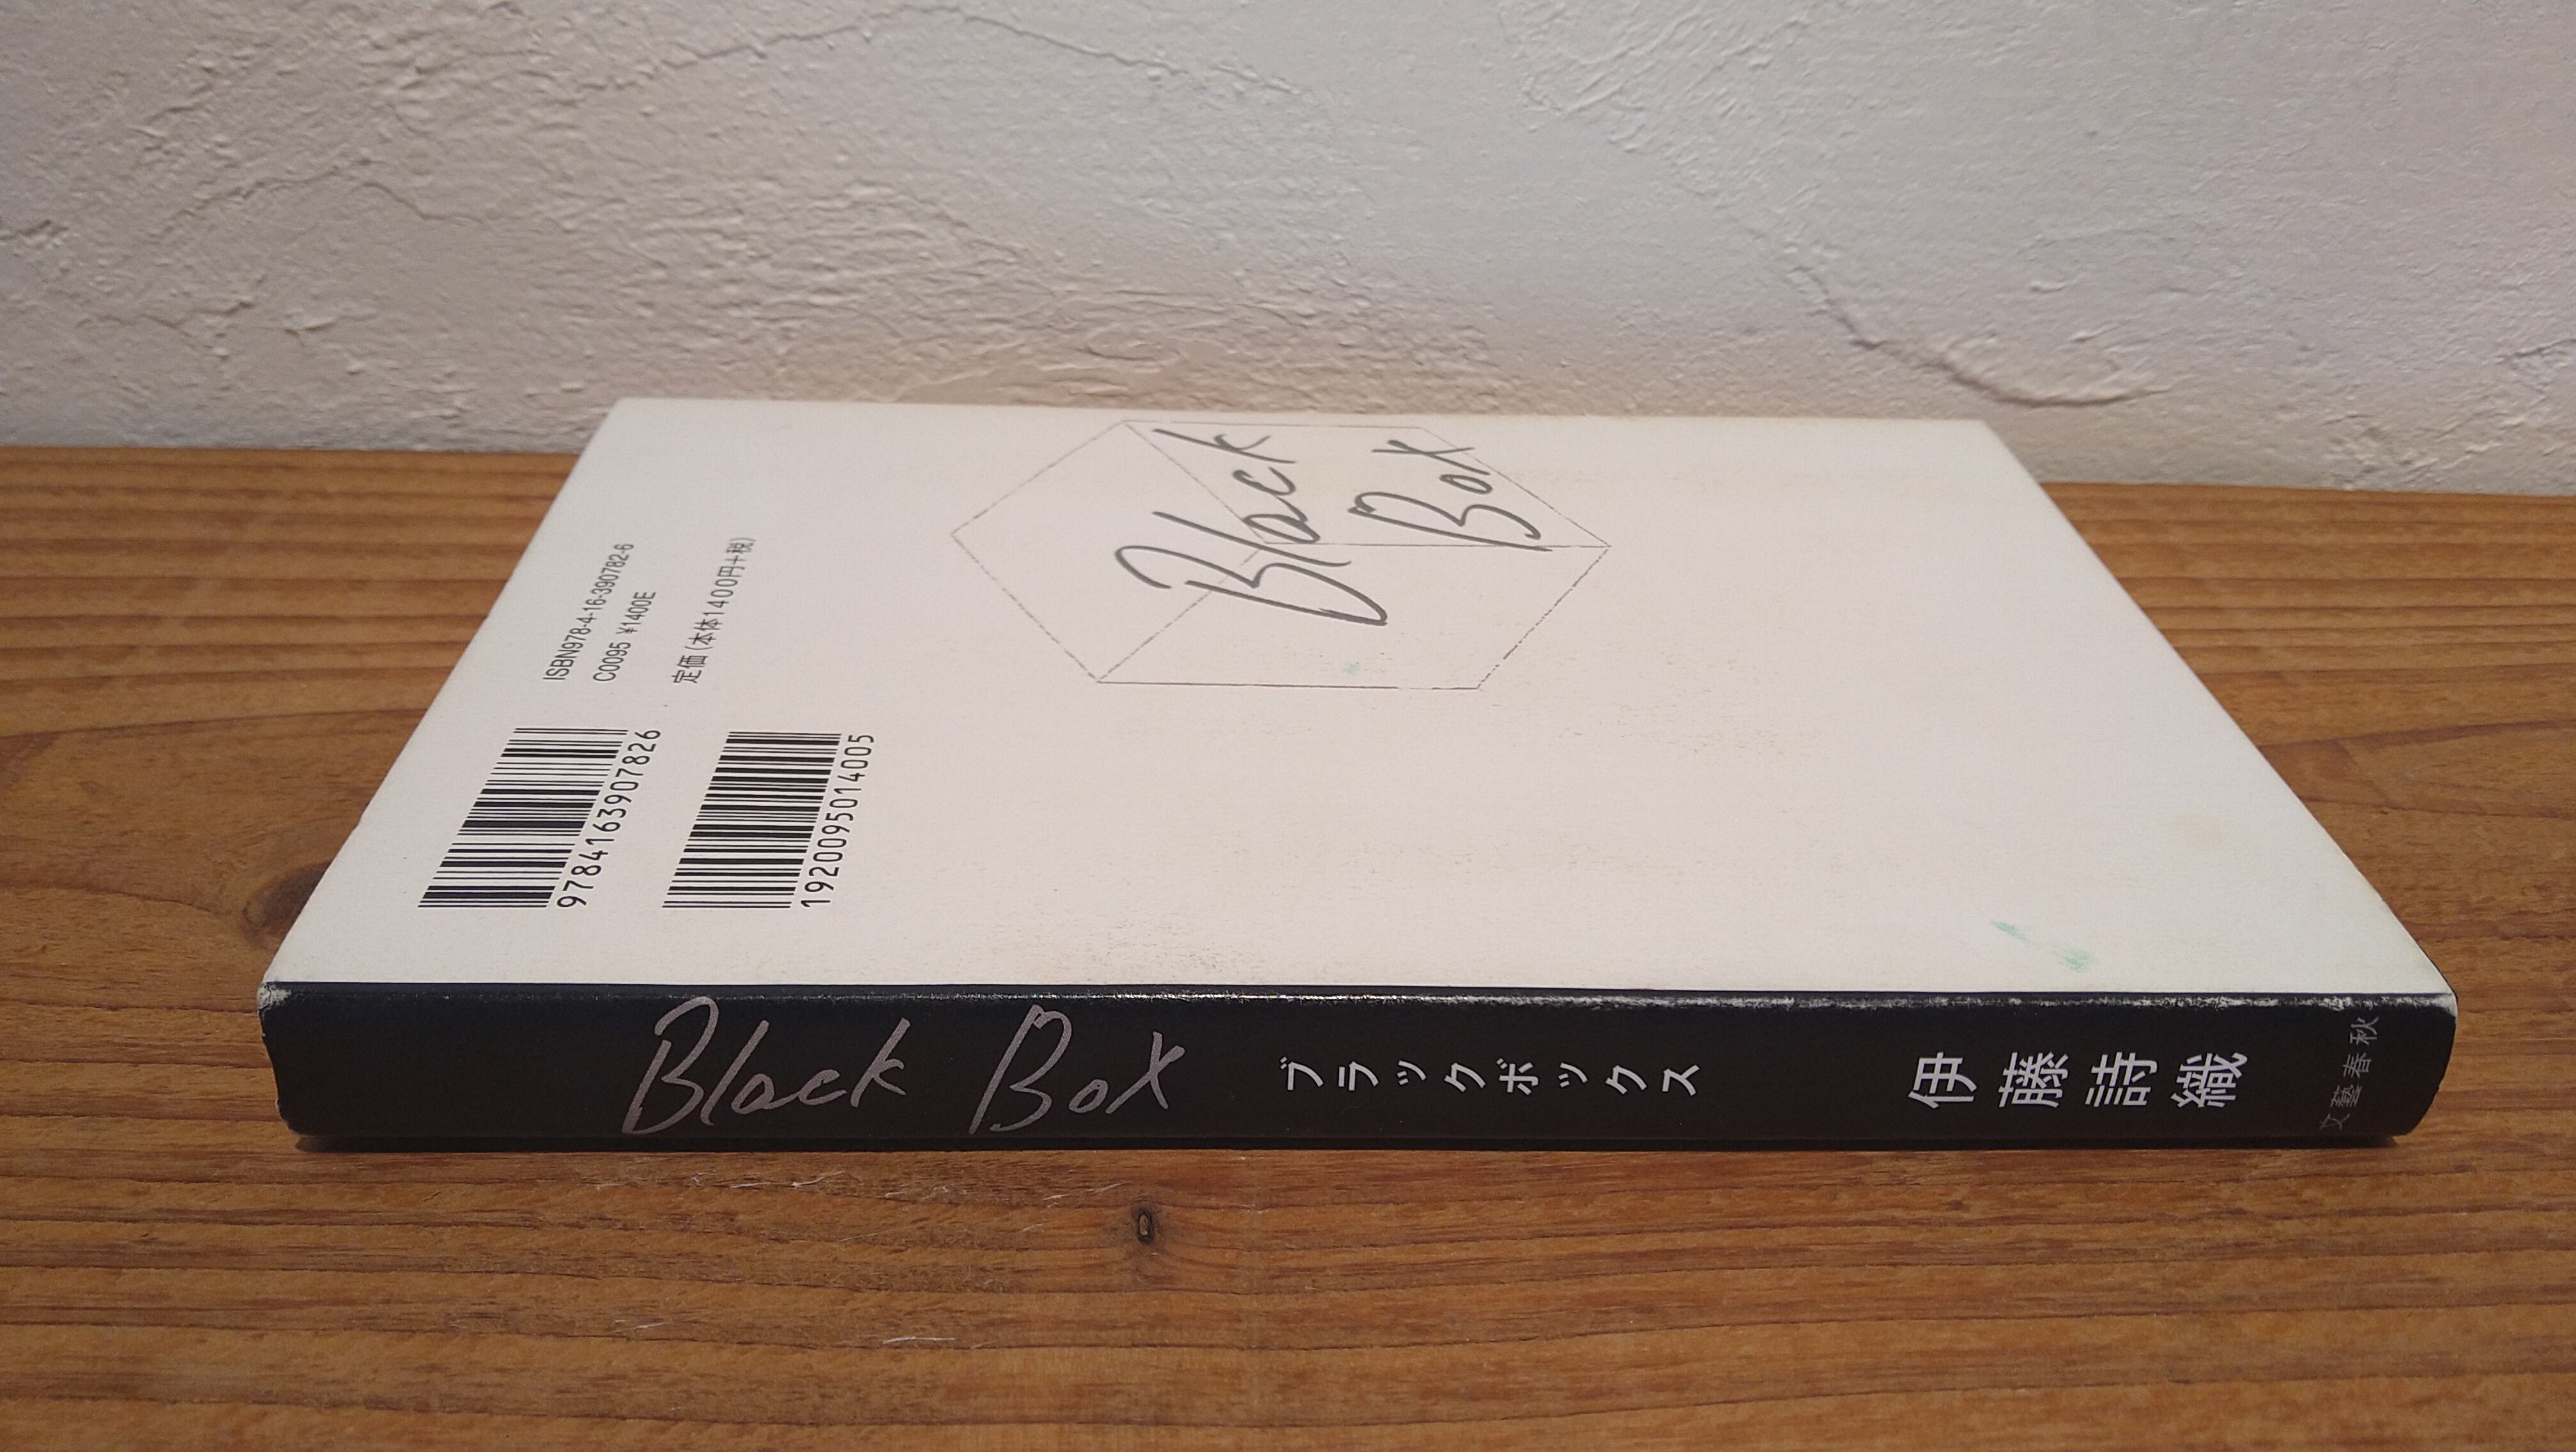 Black
Box
ISBN978-4-16-390782-6
C0095 ¥1400E
定価(本体1400円+税)
9784163907826
1920095014005
Black Box ブラックボックス 伊藤詩織 文藝春秋